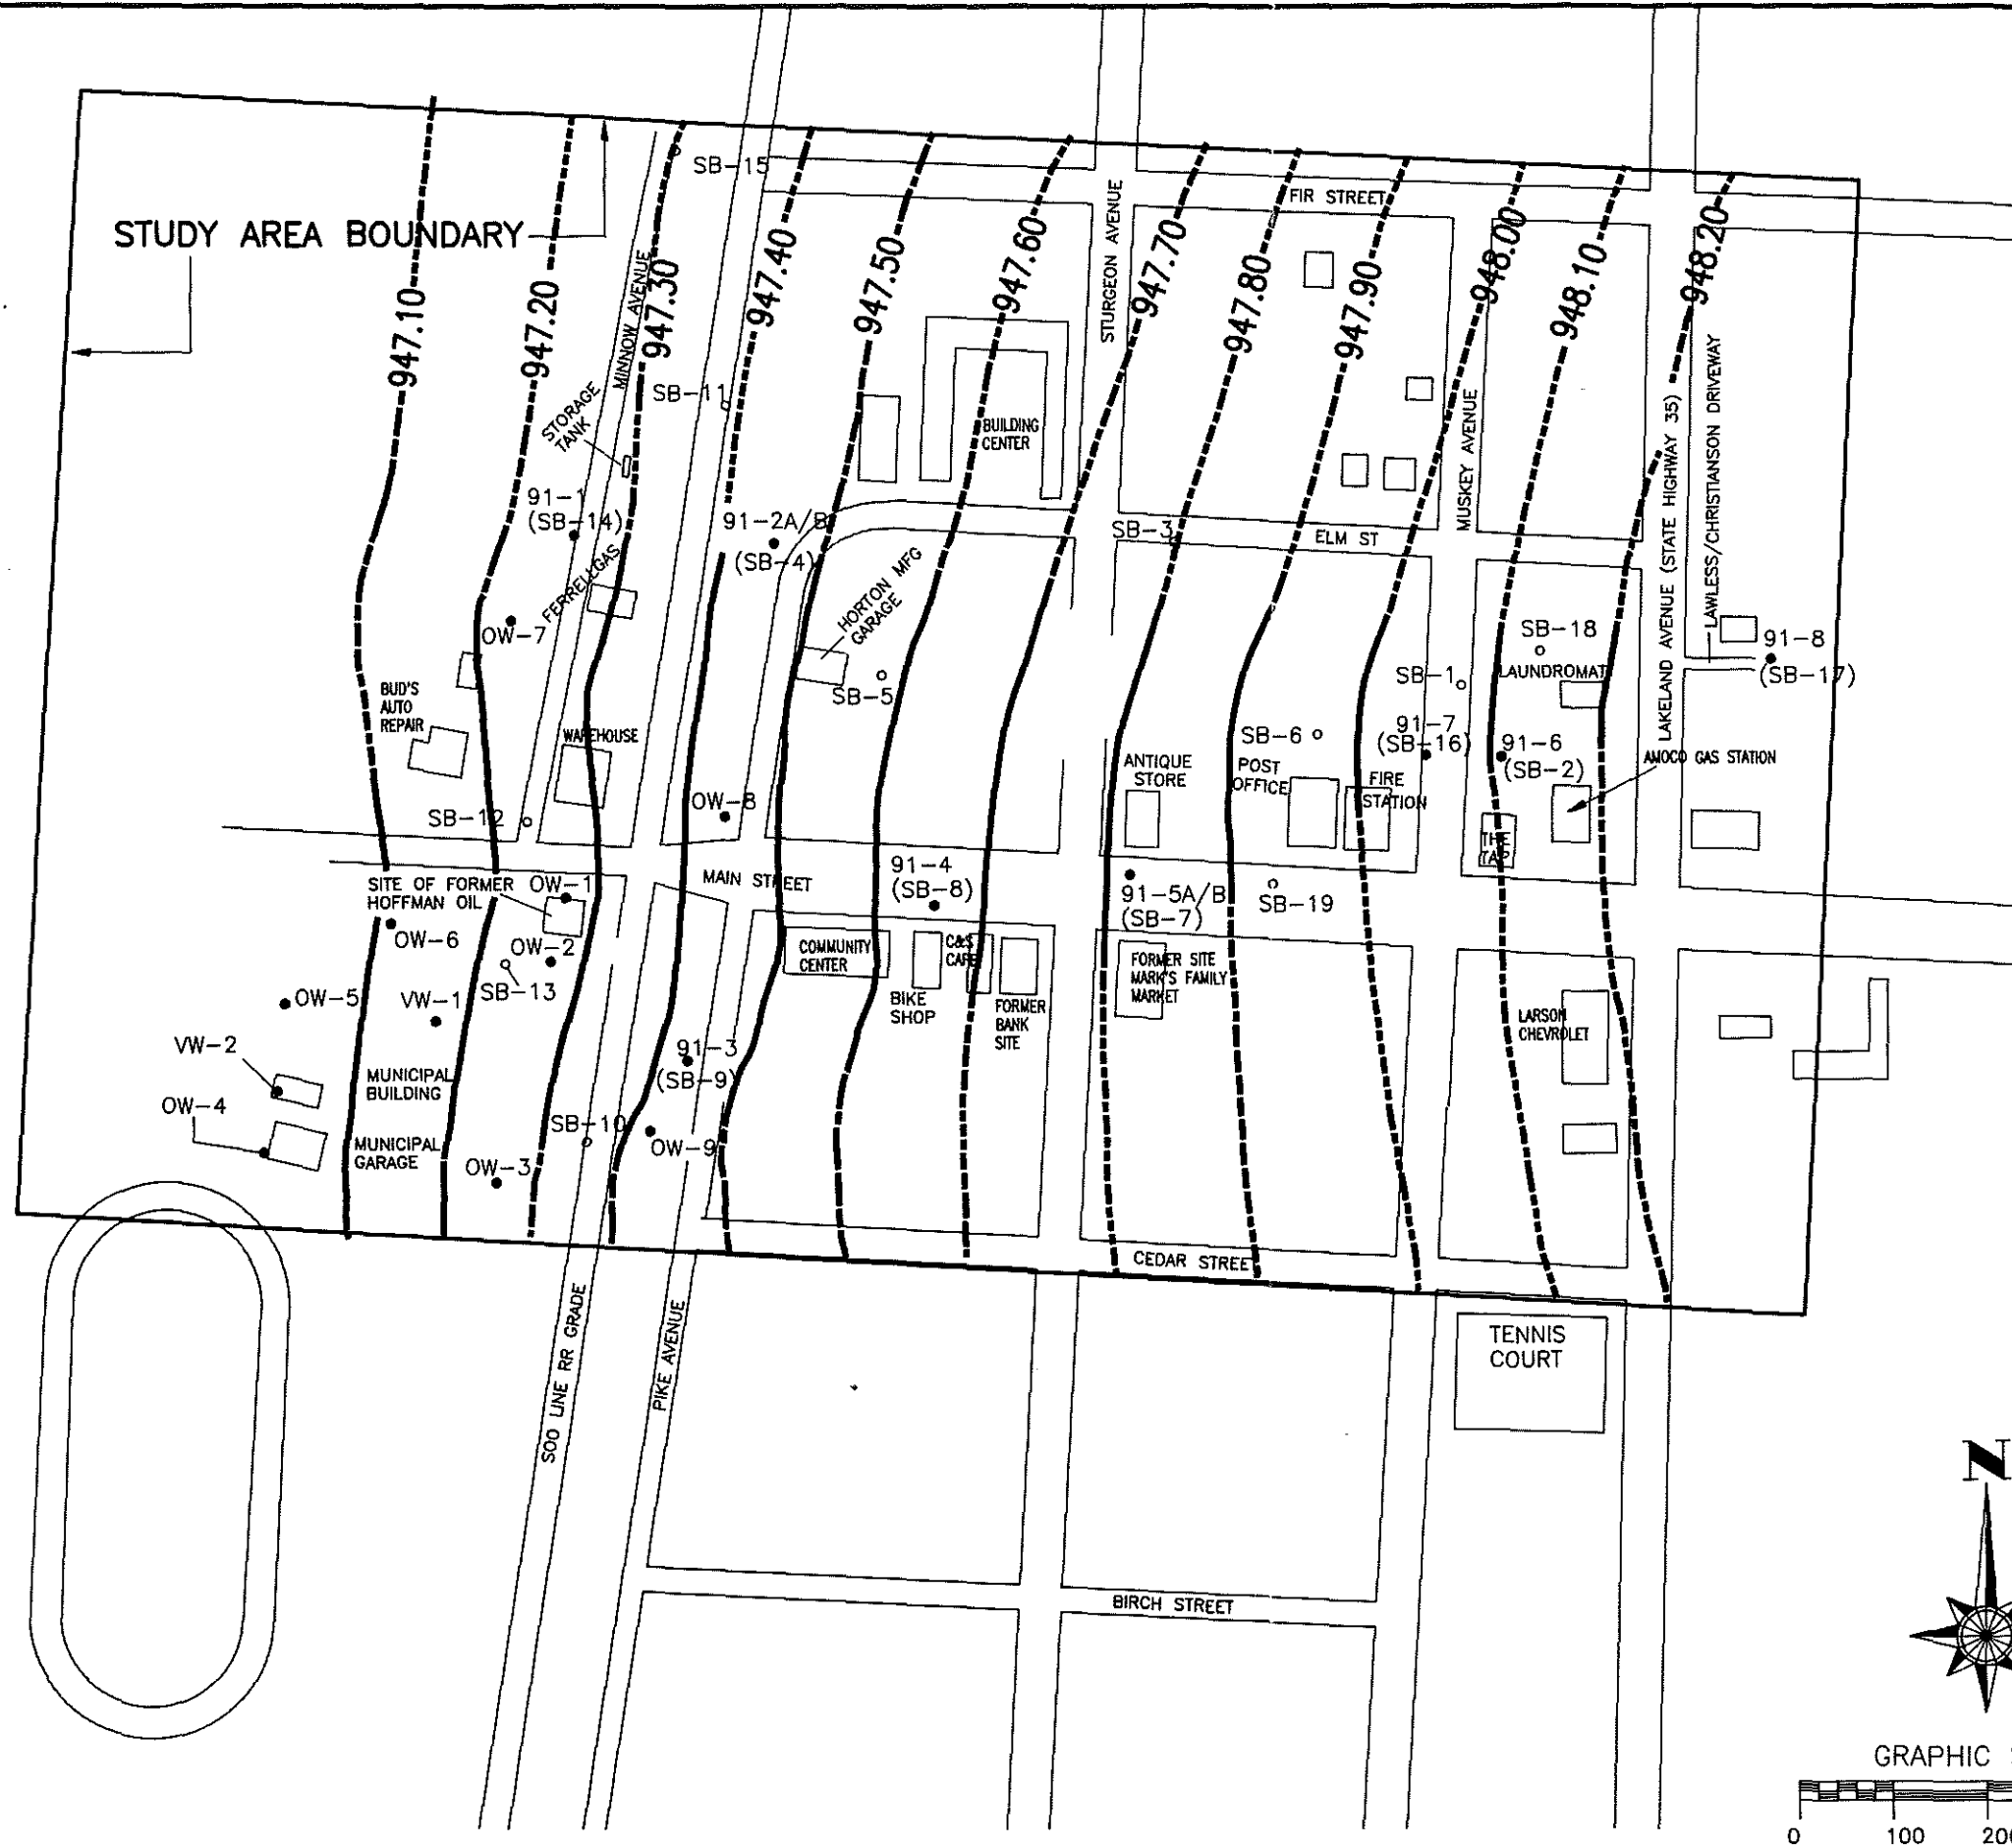 STUDY AREA BOUNDARY
947.10
947.20
947.30
947.40
947.50
947.60
947.70
947.80
947.90
948.00
948.10
948.20
SB-15
FIR STREET
STURGEON AVENUE
MINNOW AVENUE
STORAGE
TANK
SB-11
BUILDING
CENTER
MUSKEY AVENUE
LAKELAND AVENUE (STATE HIGHWAY 35)
LAWLESS/CHRISTIANSON DRIVEWAY
91-1
(SB-14)
FERRELLGAS
91-2A/B
(SB-4)
HORTON MFG
GARAGE
SB-3
ELM ST
OW-7
SB-5
SB-18
LAUNDROMAT
SB-1
91-8
(SB-17)
BUD'S
AUTO
REPAIR
WAREHOUSE
SB-6
91-7
(SB-16)
91-6
(SB-2)
AMOCO GAS STATION
ANTIQUE
STORE
POST
OFFICE
FIRE
STATION
THE
TAP
SB-12
OW-8
MAIN STREET
91-4
(SB-8)
91-5A/B
(SB-7)
SB-19
SITE OF FORMER
HOFFMAN OIL
OW-1
OW-6
OW-2
SB-13
OW-5
VW-1
COMMUNITY
CENTER
C&S
CAFE
BIKE
SHOP
FORMER
BANK
SITE
FORMER SITE
MARK'S FAMILY
MARKET
LARSON
CHEVROLET
VW-2
OW-4
MUNICIPAL
BUILDING
MUNICIPAL
GARAGE
91-3
(SB-9)
SB-10
OW-9
OW-3
CEDAR STREET
SOO LINE RR GRADE
PIKE AVENUE
TENNIS
COURT
BIRCH STREET
N
GRAPHIC
0 100